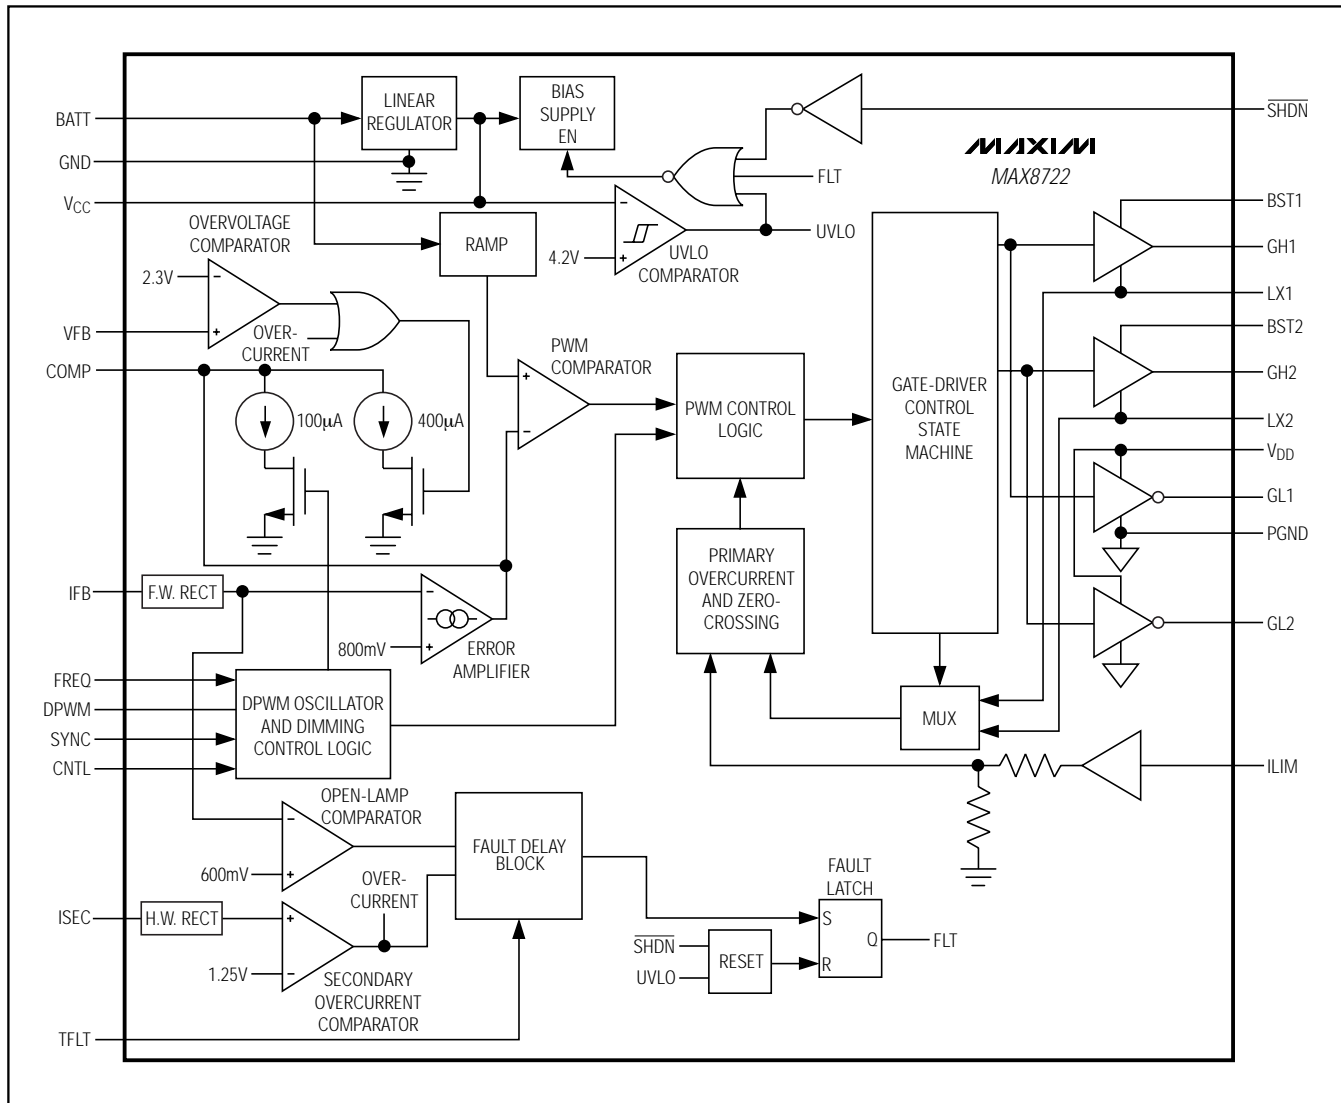 BATT
GND
VCC
LINEAR
REGULATOR
BIAS
SUPPLY
EN
SHDN
MAXIM
MAX8722
FLT
UVLO
4.2V
UVLO
COMPARATOR
RAMP
OVERVOLTAGE
COMPARATOR
2.3V
VFB
OVER-
CURRENT
COMP
100μA
400μA
PWM
COMPARATOR
PWM CONTROL
LOGIC
GATE-DRIVER
CONTROL
STATE
MACHINE
BST1
GH1
LX1
BST2
GH2
LX2
VDD
GL1
PGND
GL2
PRIMARY
OVERCURRENT
AND ZERO-
CROSSING
IFB
F.W. RECT
800mV
ERROR
AMPLIFIER
FREQ
DPWM
SYNC
CNTL
DPWM OSCILLATOR
AND DIMMING
CONTROL LOGIC
MUX
ILIM
OPEN-LAMP
COMPARATOR
600mV
FAULT DELAY
BLOCK
OVER-
CURRENT
ISEC
H.W. RECT
1.25V
SECONDARY
OVERCURRENT
COMPARATOR
TFLT
FAULT
LATCH
SHDN
UVLO
RESET
S
R
Q
FLT